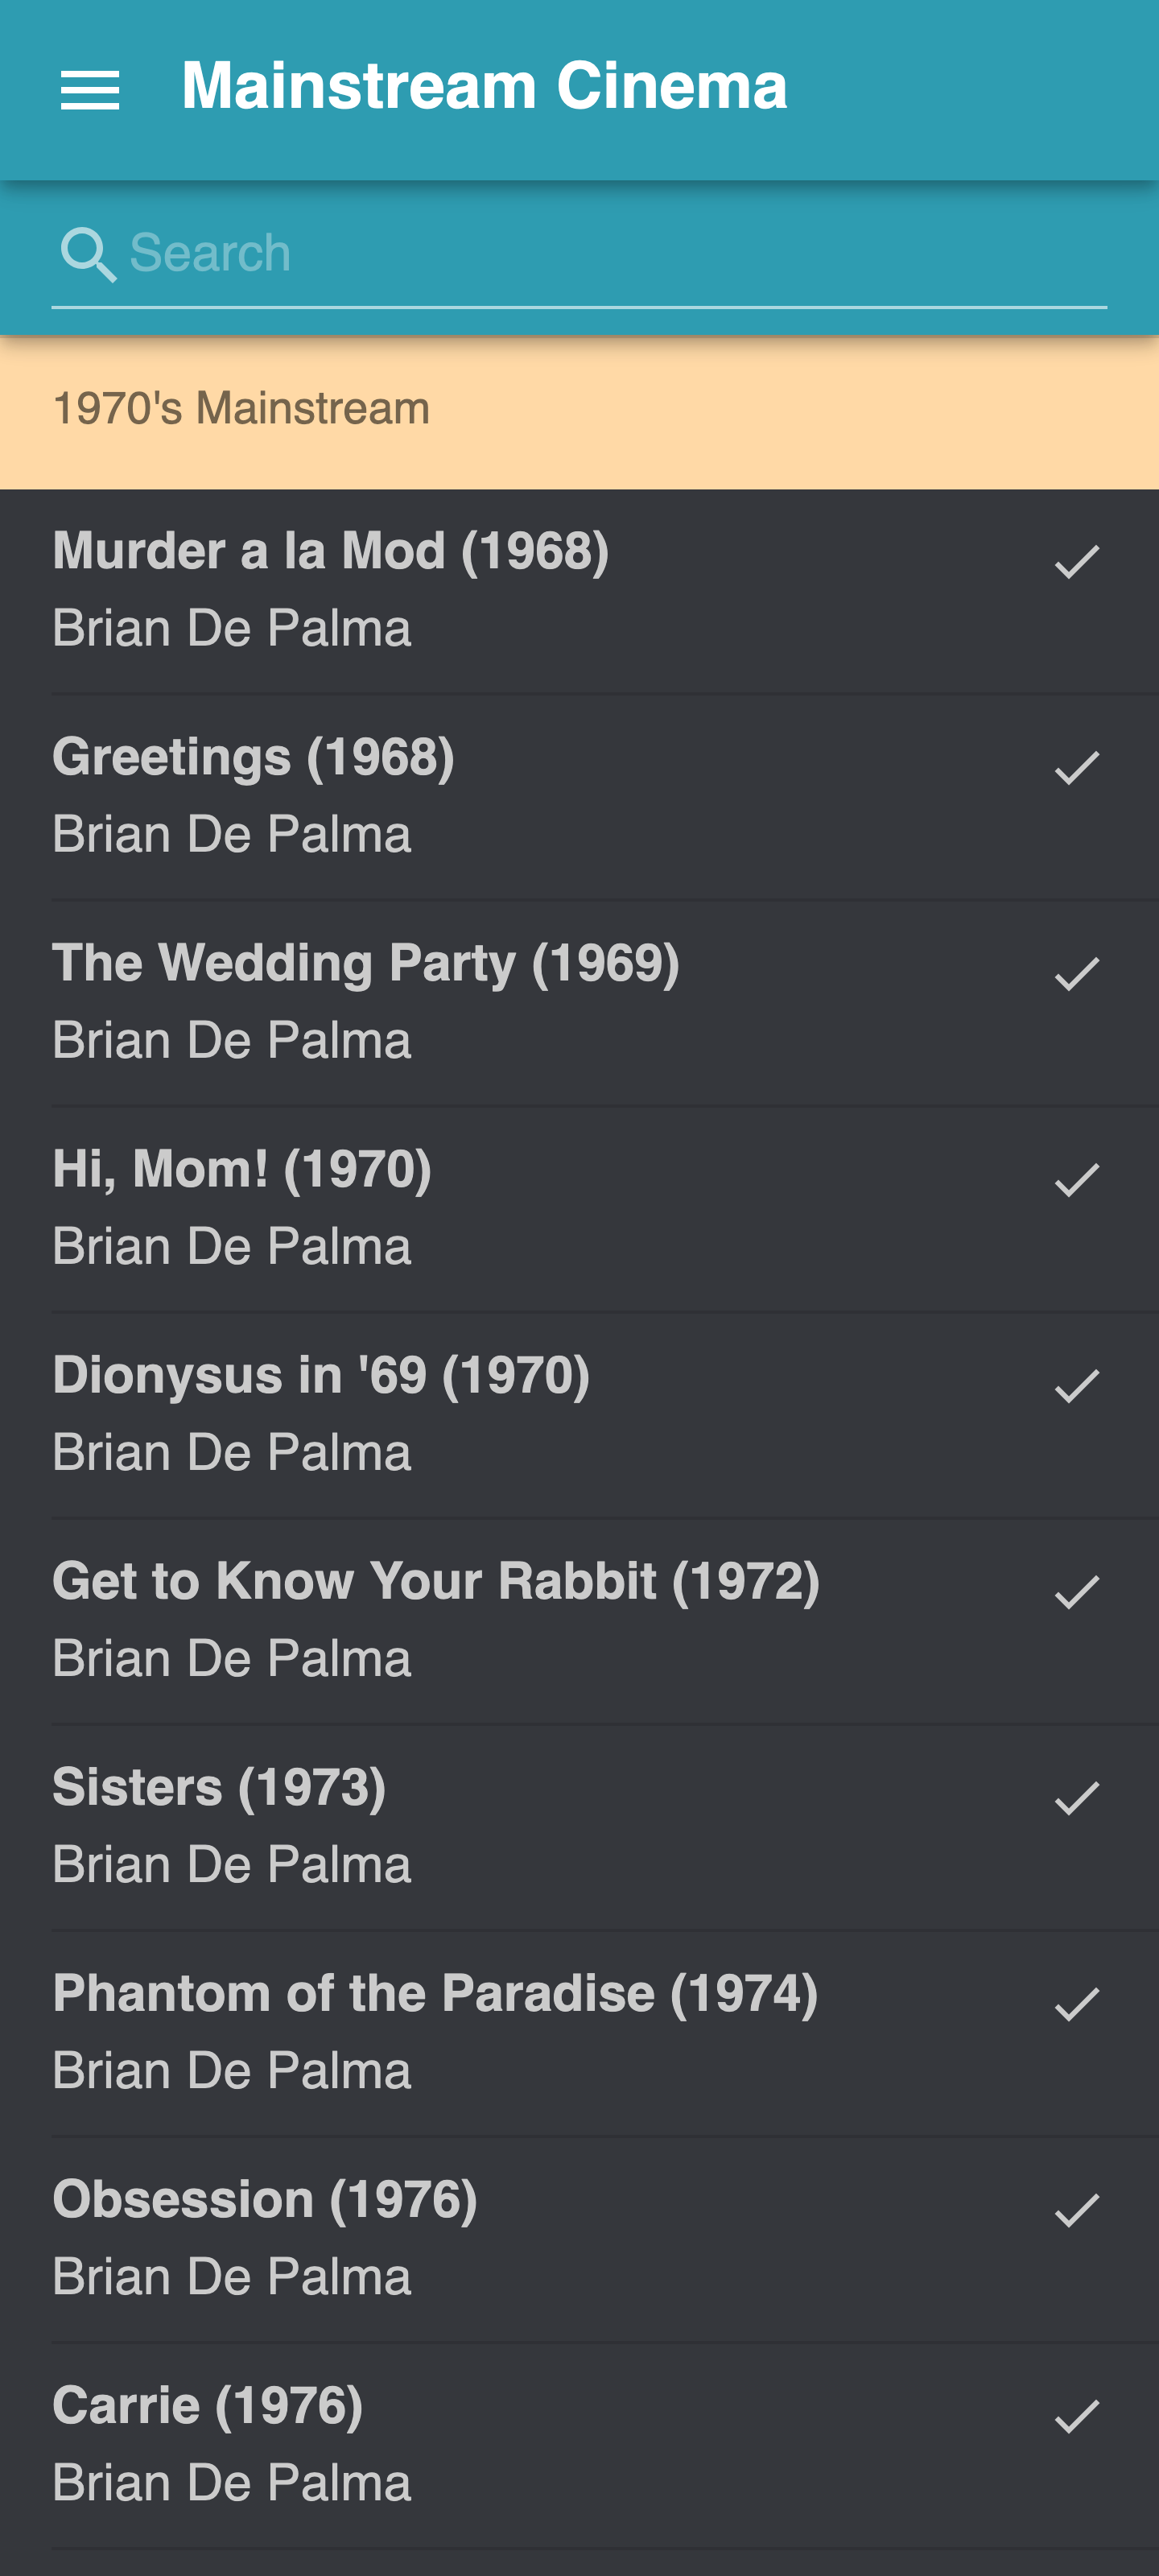 Mainstream Cinema
Search
1970's Mainstream
Murder a la Mod (1968)
Brian De Palma
Greetings (1968)
Brian De Palma
The Wedding Party (1969)
Brian De Palma
Hi, Mom! (1970)
Brian De Palma
Dionysus in '69 (1970)
Brian De Palma
Get to Know Your Rabbit (1972)
Brian De Palma
Sisters (1973)
Brian De Palma
Phantom of the Paradise (1974)
Brian De Palma
Obsession (1976)
Brian De Palma
Carrie (1976)
Brian De Palma